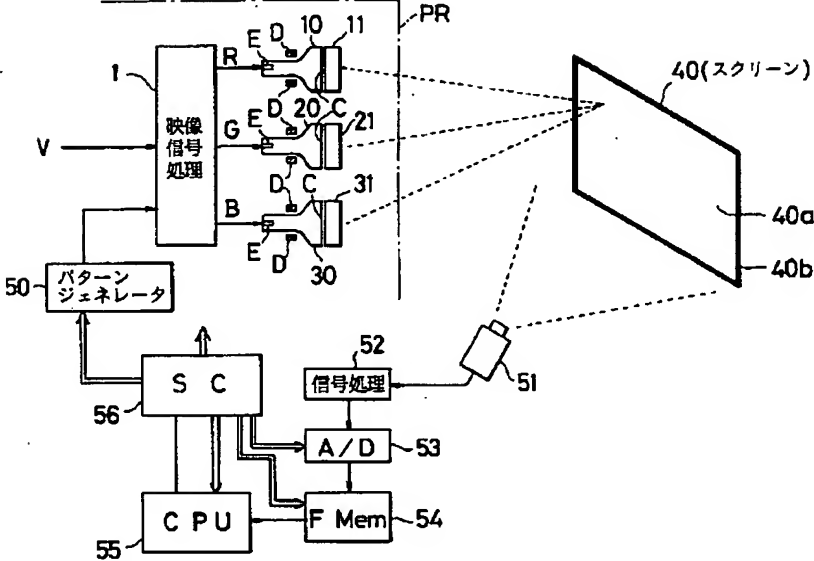 PR
1
V
映像
信号
処理
R
G
B
E
D
10
11
D
C
E
D
20
C
21
D
E
D
C
31
D
30
40(スクリーン)
40a
40b
50
パターン
ジェネレータ
51
52
信号処理
S C
56
A/D
53
CPU
55
F Mem
54